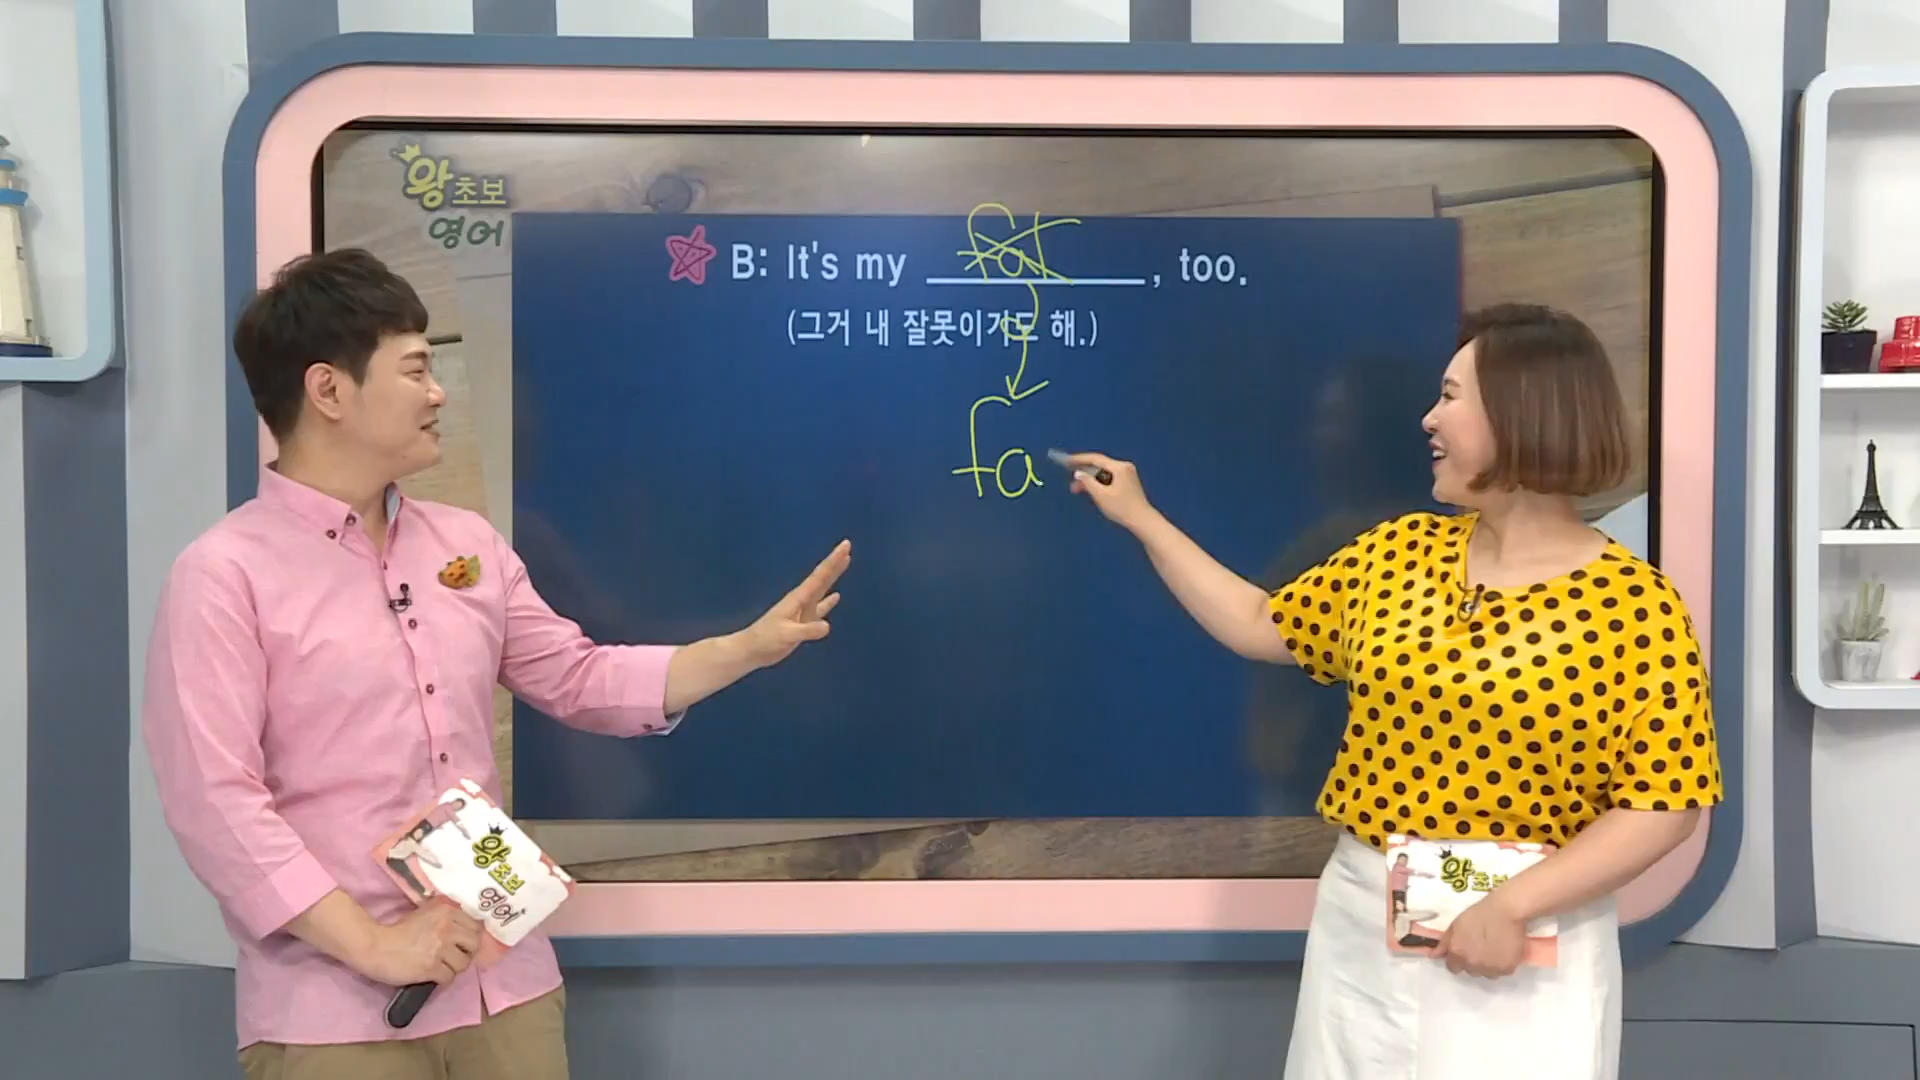 왕초보
영어
fat
B: It's my ________, too.
(그거 내 잘못이기도 해.)
fa
왕초보
영어
왕초보